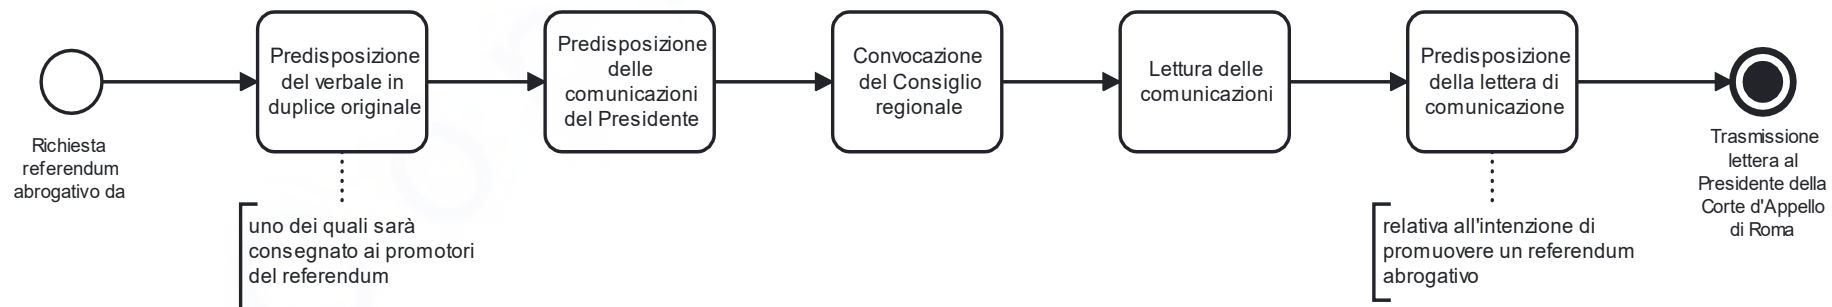 Richiesta
referendum
abrogativo da
Predisposizione
del verbale in
duplice originale
uno dei quali sarà
consegnato ai promotori
del referendum
Predisposizione
delle
comunicazioni
del Presidente
Convocazione
del Consiglio
regionale
Lettura delle
comunicazioni
Predisposizione
della lettera di
comunicazione
relativa all'intenzione di
promuovere un referendum
abrogativo
Trasmissione
lettera al
Presidente della
Corte d'Appello
di Roma